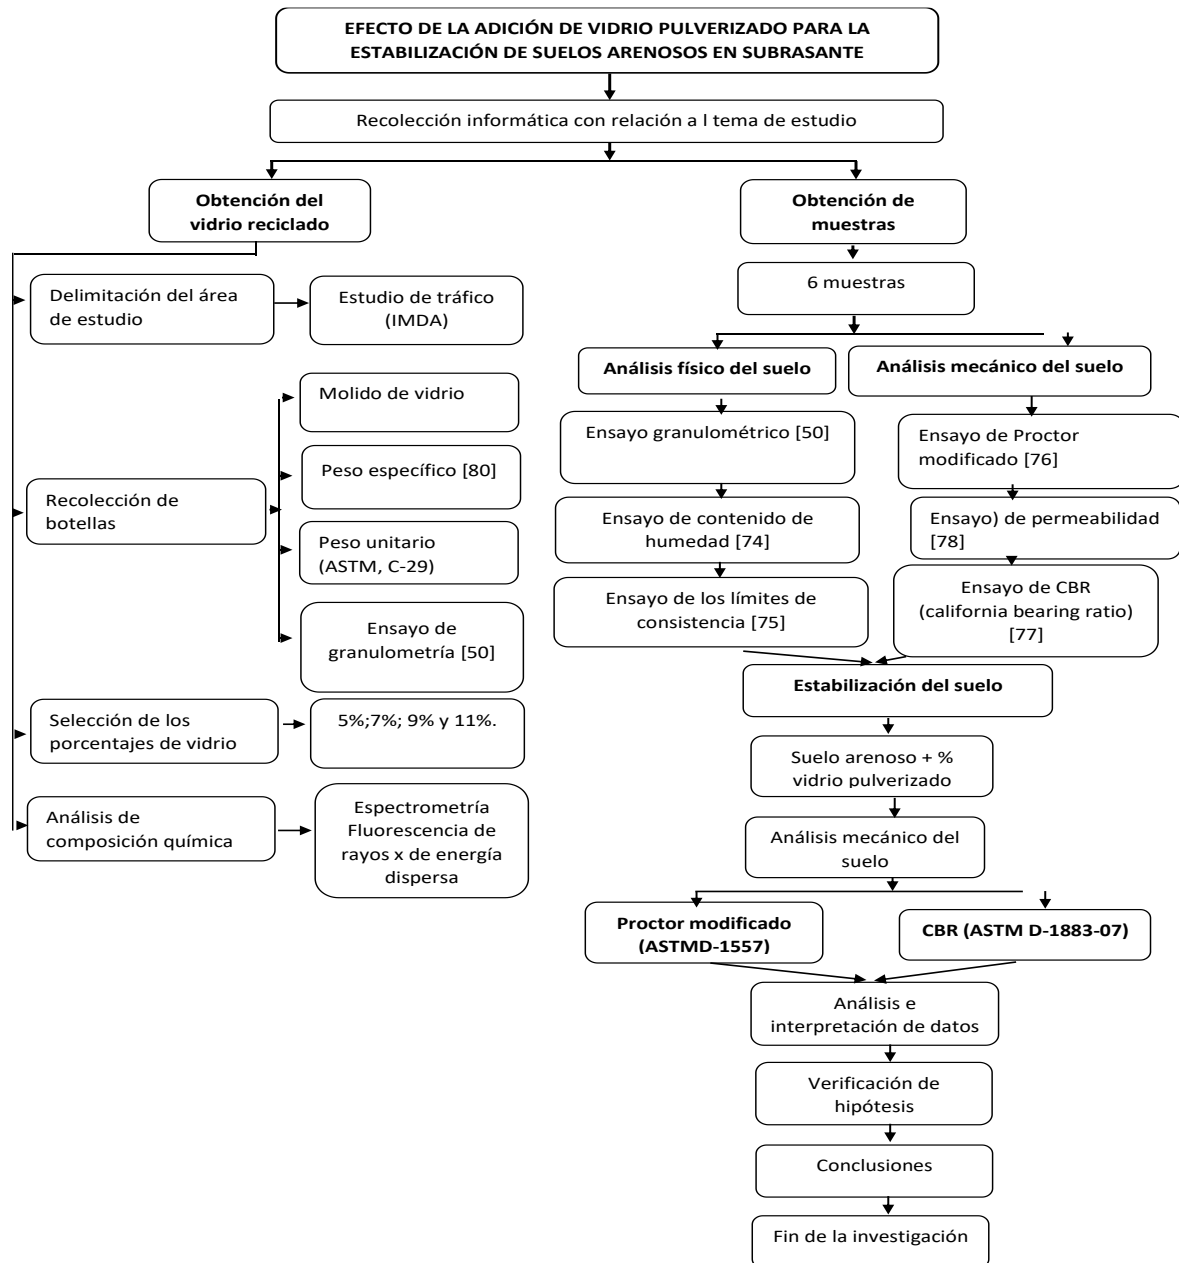 EFECTO DE LA ADICIÓN DE VIDRIO PULVERIZADO PARA LA
ESTABILIZACIÓN DE SUELOS ARENOSOS EN SUBRASANTE
Recolección informática con relación a l tema de estudio
Obtención del
vidrio reciclado
Delimitación del área
de estudio
Estudio de tráfico
(IMDA)
Recolección de
botellas
Molido de vidrio
Peso específico [80]
Peso unitario
(ASTM, C-29)
Ensayo de
granulometría [50]
Selección de los
porcentajes de vidrio
5%;7%; 9% y 11%.
Análisis de
composición química
Espectrometría
Fluorescencia de
rayos x de energía
dispersa
Obtención de
muestras
6 muestras
Análisis físico del suelo
Ensayo granulométrico [50]
Ensayo de contenido de
humedad [74]
Ensayo de los límites de
consistencia [75]
Análisis mecánico del suelo
Ensayo de Proctor
modificado [76]
Ensayo) de permeabilidad
[78]
Ensayo de CBR
(california bearing ratio)
[77]
Estabilización del suelo
Suelo arenoso + %
vidrio pulverizado
Análisis mecánico del
suelo
Proctor modificado
(ASTMD-1557)
CBR (ASTM D-1883-07)
Análisis e
interpretación de datos
Verificación de
hipótesis
Conclusiones
Fin de la investigación